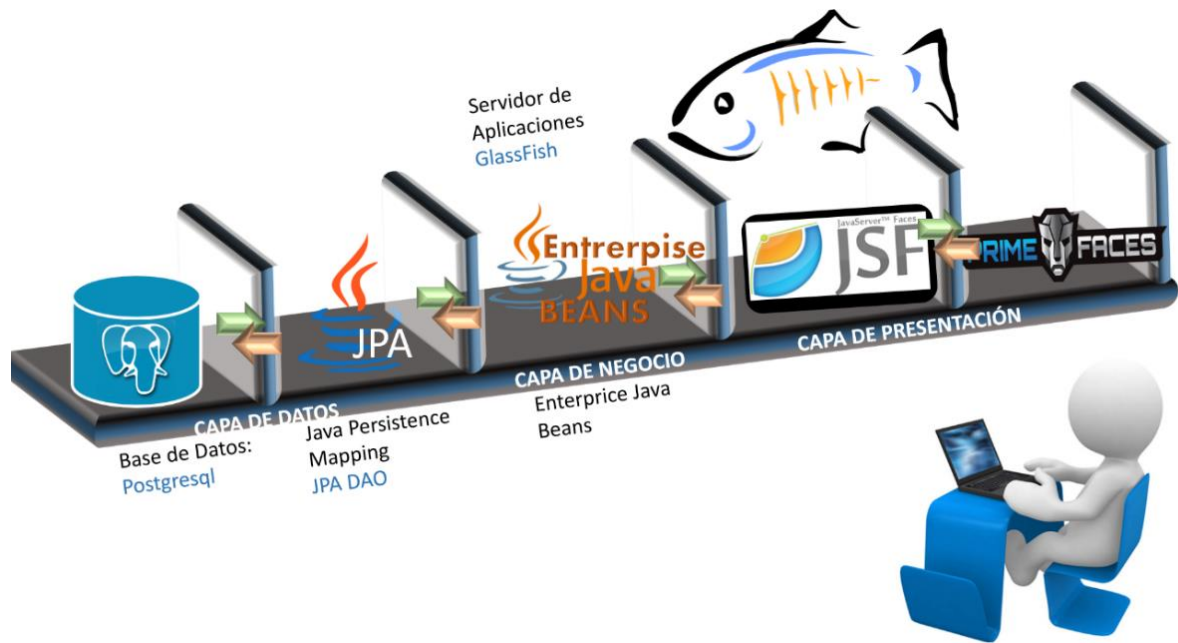 Servidor de
Aplicaciones
GlassFish
Entrerpise
Java
BEANS
JPA
JavaServer™ Faces
JSF
PRIME FACES
CAPA DE DATOS
CAPA DE NEGOCIO
CAPA DE PRESENTACIÓN
Base de Datos:
Postgresql
Java Persistence
Mapping
JPA DAO
Enterprice Java
Beans